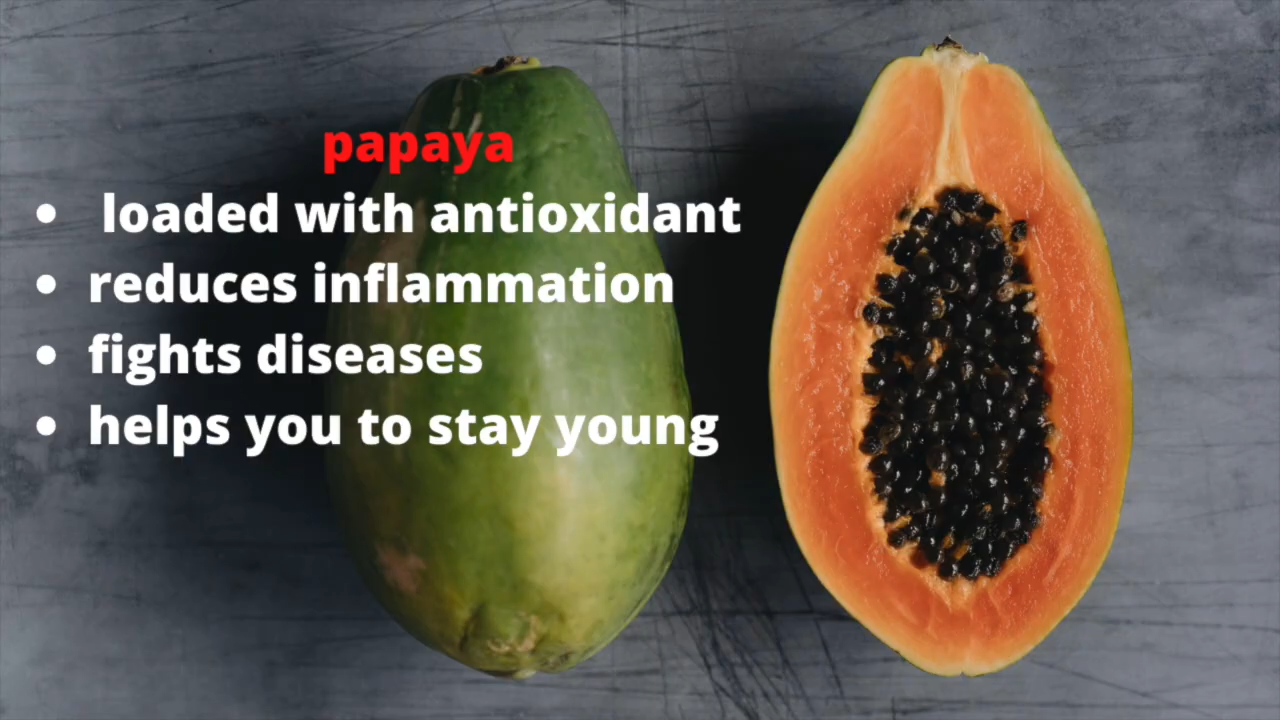 papaya
• loaded with antioxidant
• reduces inflammation
• fights diseases
• helps you to stay young